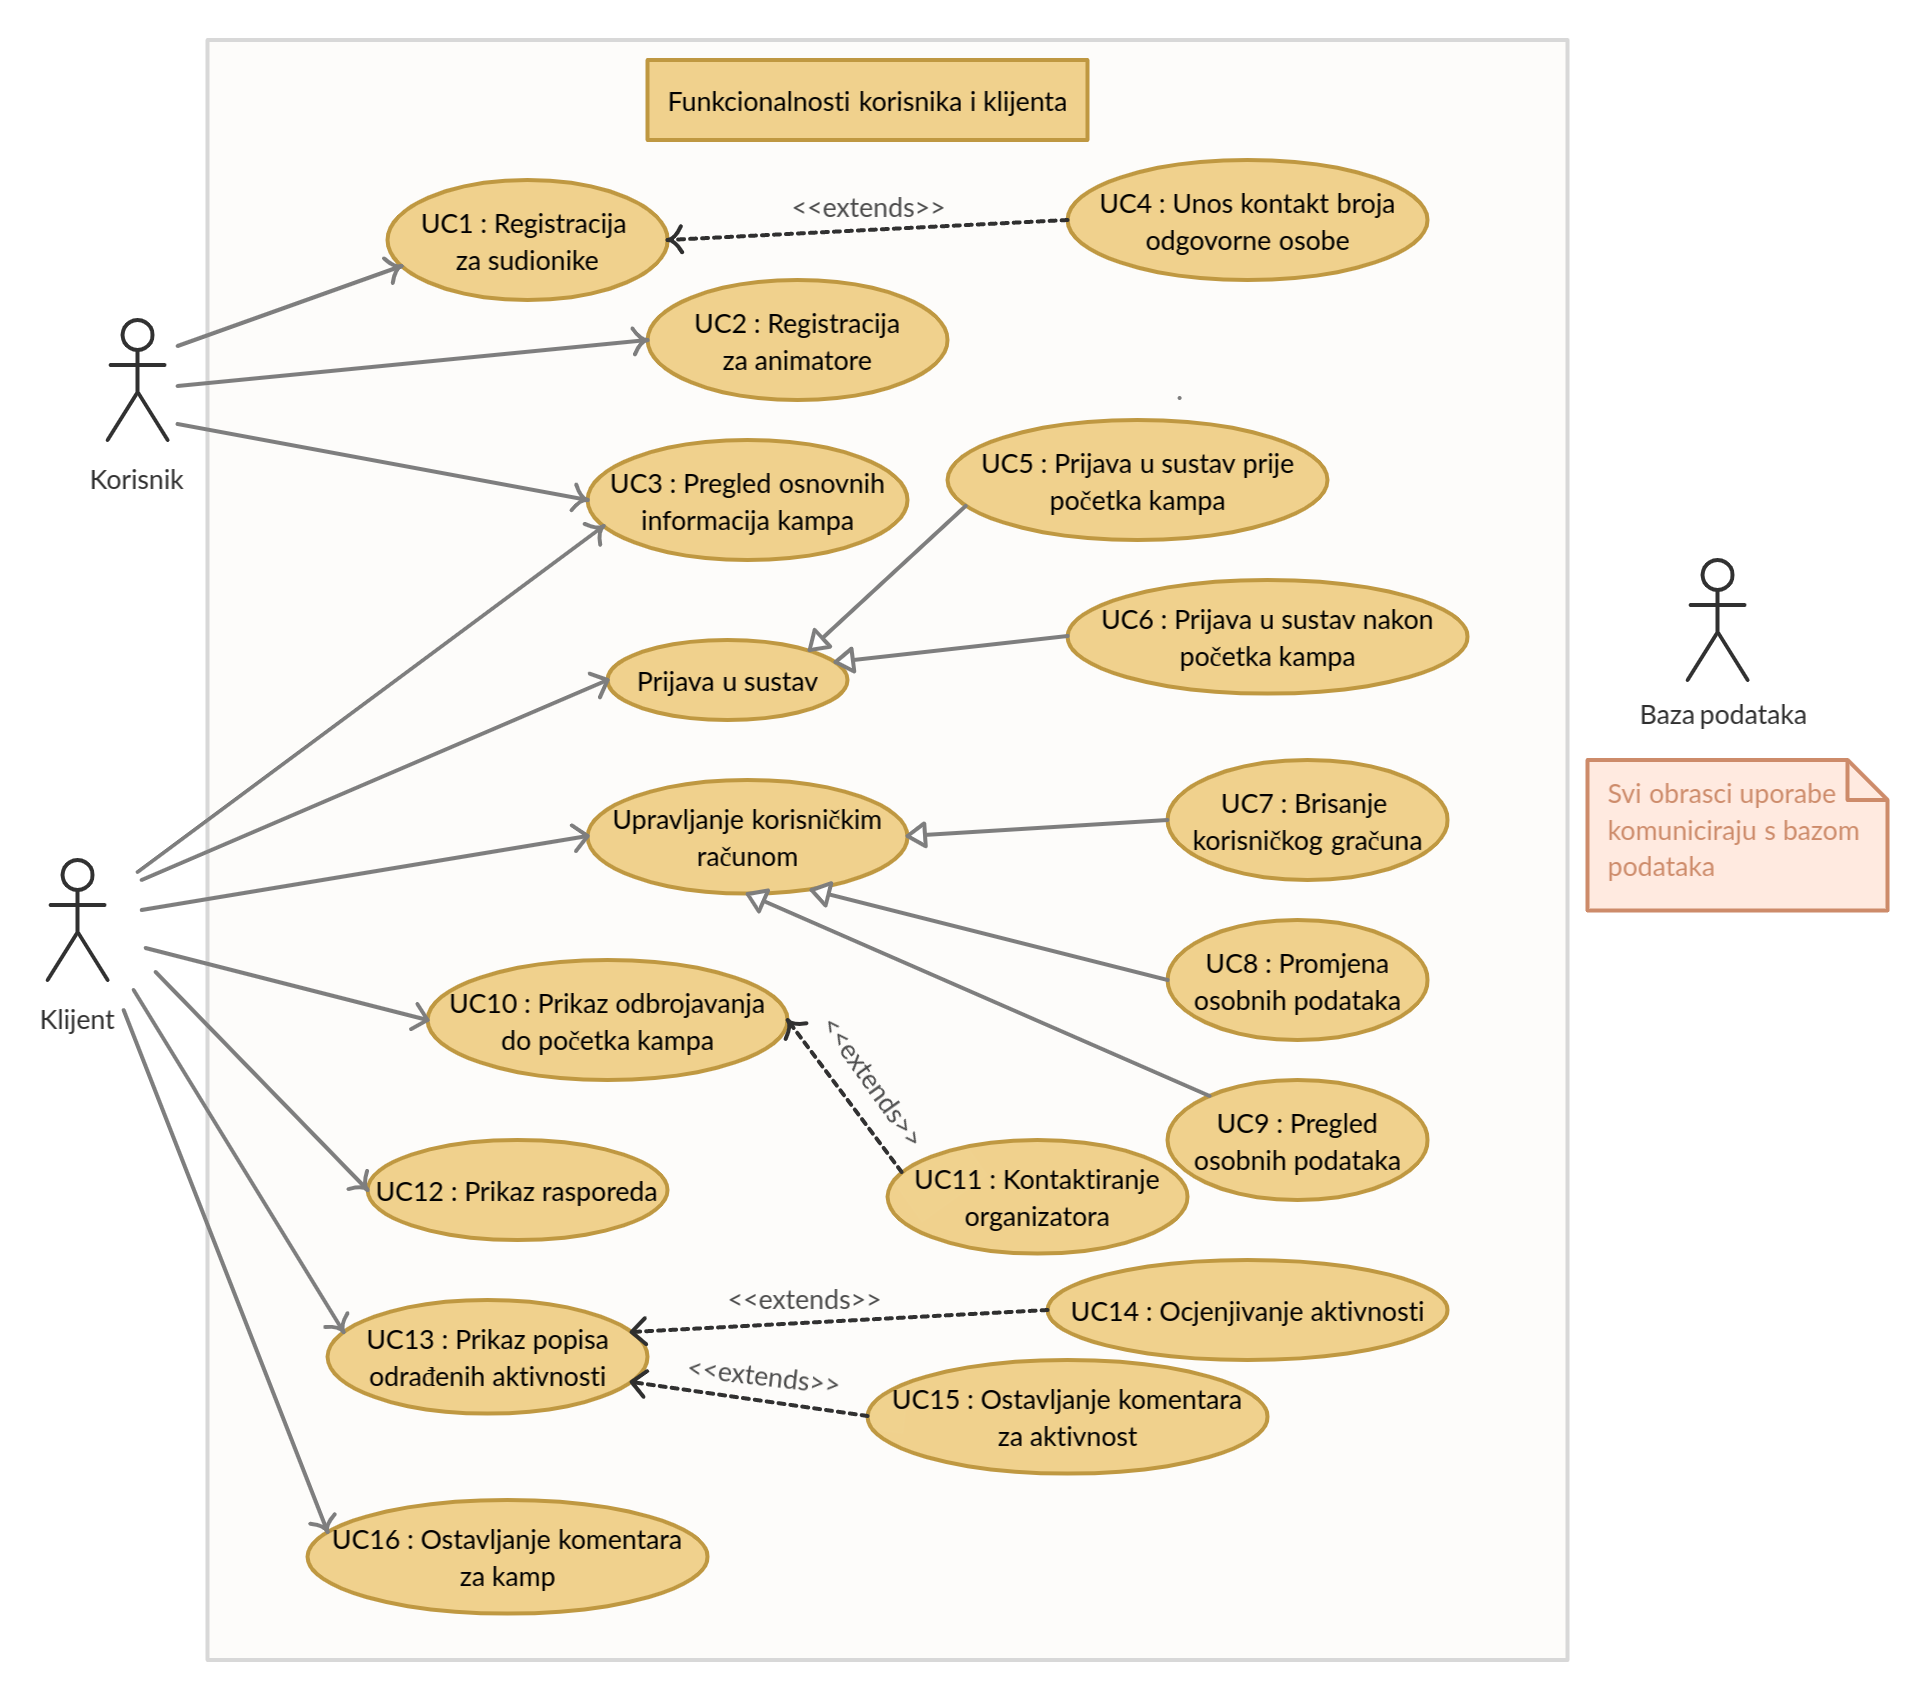 Funkcionalnosti korisnika i klijenta
UC1 : Registracija
za sudionike
<<extends>>
UC4 : Unos kontakt broja
odgovorne osobe
UC2 : Registracija
za animatore
Korisnik
UC3 : Pregled osnovnih
informacija kampa
UC5 : Prijava u sustav prije
početka kampa
UC6 : Prijava u sustav nakon
početka kampa
Prijava u sustav
Baza podataka
Svi obrasci uporabe
komuniciraju s bazom
podataka
Upravljanje korisničkim
računom
UC7 : Brisanje
korisničkog gračuna
UC8 : Promjena
osobnih podataka
Klijent
UC10 : Prikaz odbrojavanja
do početka kampa
<<extends>>
UC9 : Pregled
osobnih podataka
UC11 : Kontaktiranje
organizatora
UC12 : Prikaz rasporeda
<<extends>>
UC14 : Ocjenjivanje aktivnosti
UC13 : Prikaz popisa
odrađenih aktivnosti
<<extends>>
UC15 : Ostavljanje komentara
za aktivnost
UC16 : Ostavljanje komentara
za kamp